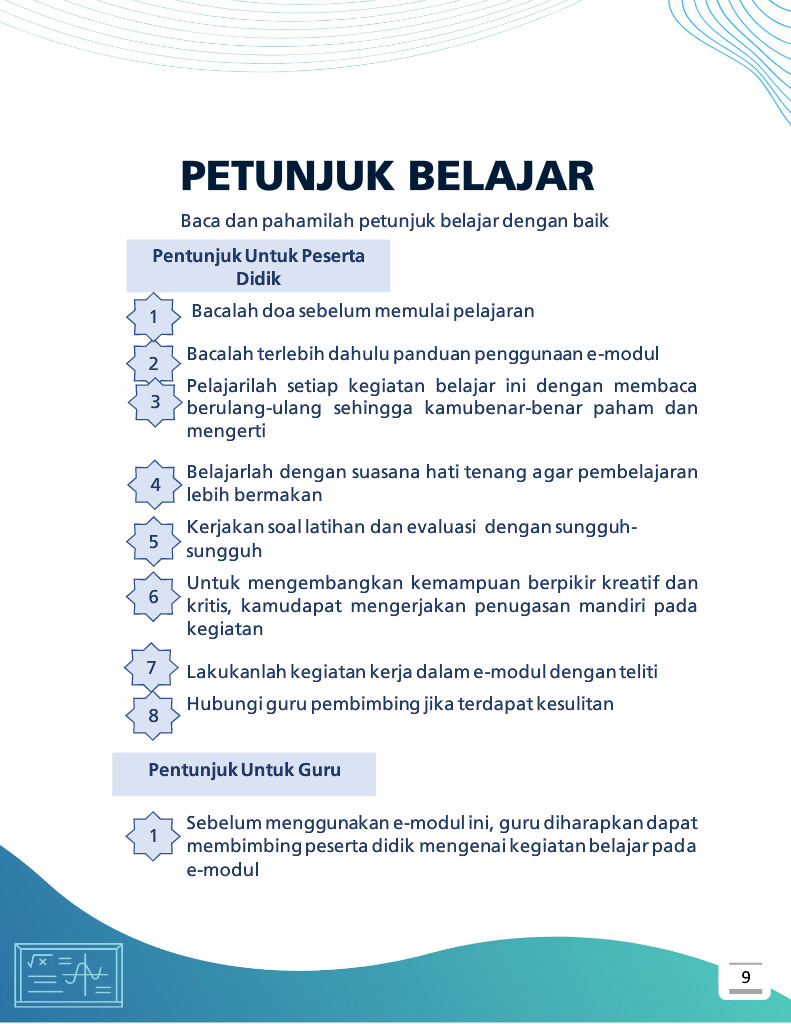 PETUNJUK BELAJAR
Baca dan pahamilah petunjuk belajar dengan baik
Pentunjuk Untuk Peserta
Didik
1 Bacalah doa sebelum memulai pelajaran
2 Bacalah terlebih dahulu panduan penggunaan e-modul
3 Pelajarilah setiap kegiatan belajar ini dengan membaca
berulang-ulang sehingga kamubenar-benar paham dan
mengerti
4 Belajarlah dengan suasana hati tenang agar pembelajaran
lebih bermakan
5 Kerjakan soal latihan dan evaluasi dengan sungguh-
sungguh
6 Untuk mengembangkan kemampuan berpikir kreatif dan
kritis, kamudapat mengerjakan penugasan mandiri pada
kegiatan
7 Lakukanlah kegiatan kerja dalam e-modul dengan teliti
8 Hubungi guru pembimbing jika terdapat kesulitan
Pentunjuk Untuk Guru
1 Sebelum menggunakan e-modul ini, guru diharapkan dapat
membimbing peserta didik mengenai kegiatan belajar pada
e-modul
√x
9